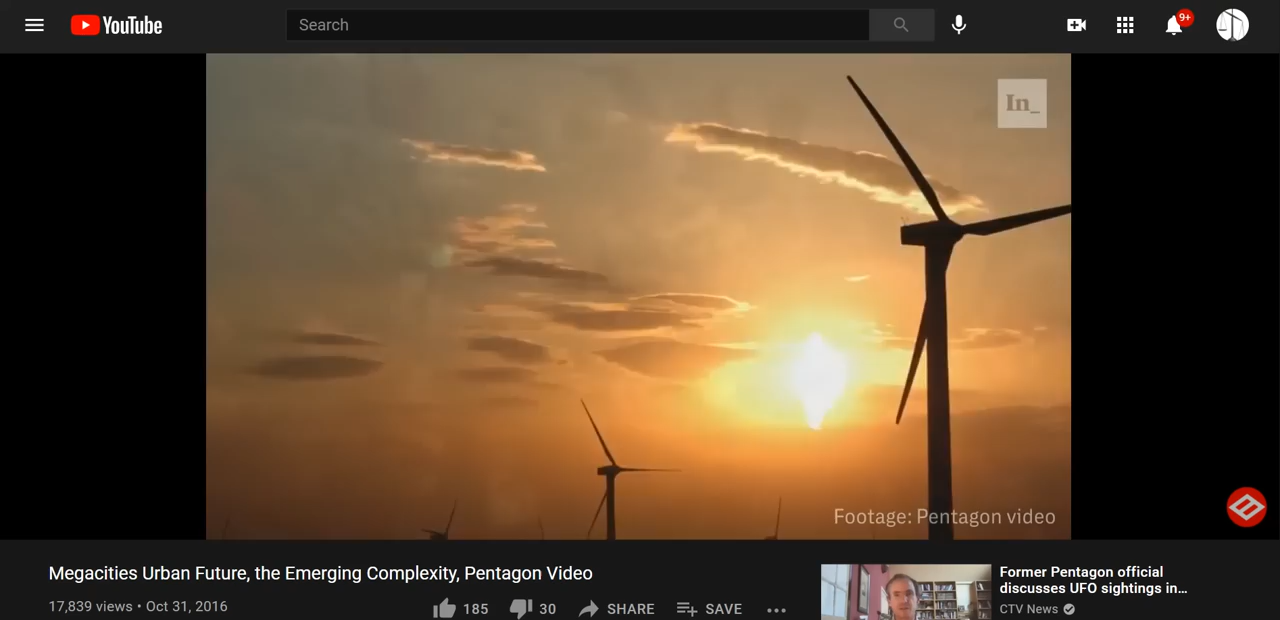 YouTube
Search
9+
In_
Footage: Pentagon video
Megacities Urban Future, the Emerging Complexity, Pentagon Video
17,839 views • Oct 31, 2016
185
30
SHARE
SAVE
Former Pentagon official
discusses UFO sightings in...
CTV News